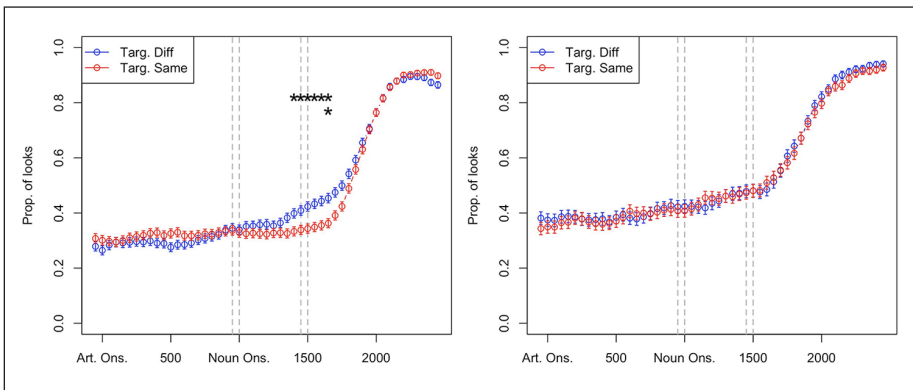 Targ. Diff
Targ. Same
******
*
Prop. of looks
0.0
0.2
0.4
0.6
0.8
1.0
Art. Ons.
500
Noun Ons.
1500
2000
Targ. Diff
Targ. Same
Prop. of looks
0.0
0.2
0.4
0.6
0.8
1.0
Art. Ons.
500
Noun Ons.
1500
2000